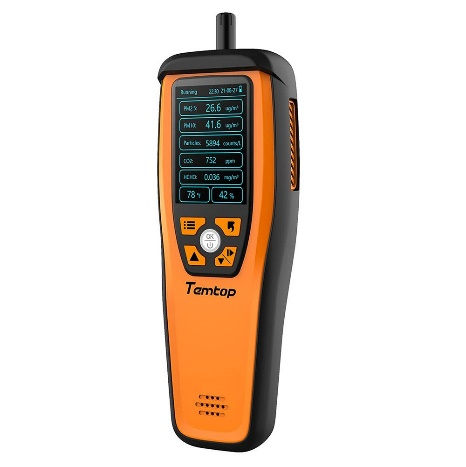 Running 22:30 21-06-21
PM2.5: 26.6 ug/m³
PM10: 41.6 ug/m³
Particles: 5894 counts/L
CO2: 752 ppm
HCHO: 0.036 mg/m³
78 °F 42 %
OK
Temtop